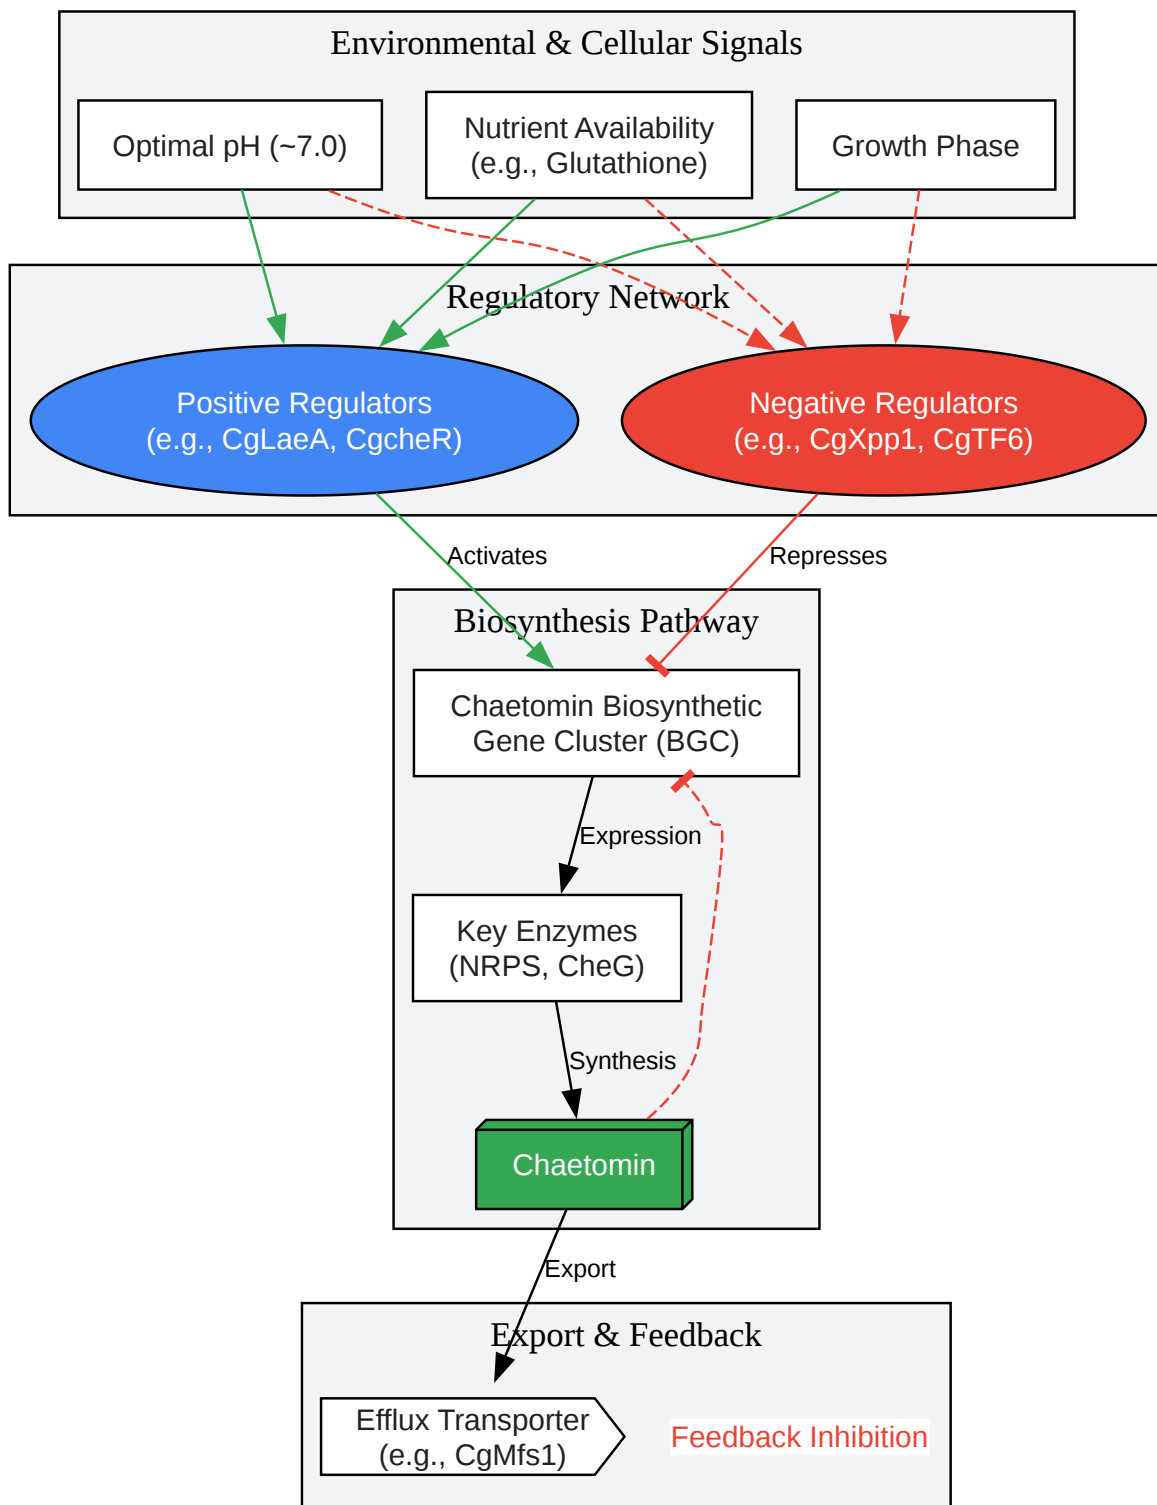 Environmental & Cellular Signals
Optimal pH (~7.0)
Nutrient Availability
(e.g., Glutathione)
Growth Phase
Regulatory Network
Positive Regulators
(e.g., CgLaeA, CgcheR)
Negative Regulators
(e.g., CgXpp1, CgTF6)
Activates
Represses
Biosynthesis Pathway
Chaetomin Biosynthetic
Gene Cluster (BGC)
Expression
Key Enzymes
(NRPS, CheG)
Synthesis
Chaetomin
Export
Export & Feedback
Efflux Transporter
(e.g., CgMfs1)
Feedback Inhibition